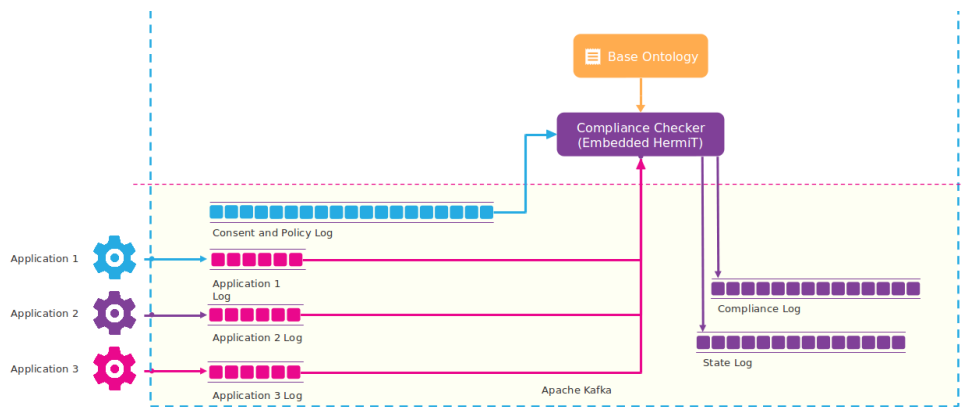 Base Ontology
Compliance Checker
(Embedded HermiT)
Consent and Policy Log
Application 1
Application 1
Log
Compliance Log
Application 2
Application 2 Log
State Log
Application 3
Application 3 Log
Apache Kafka